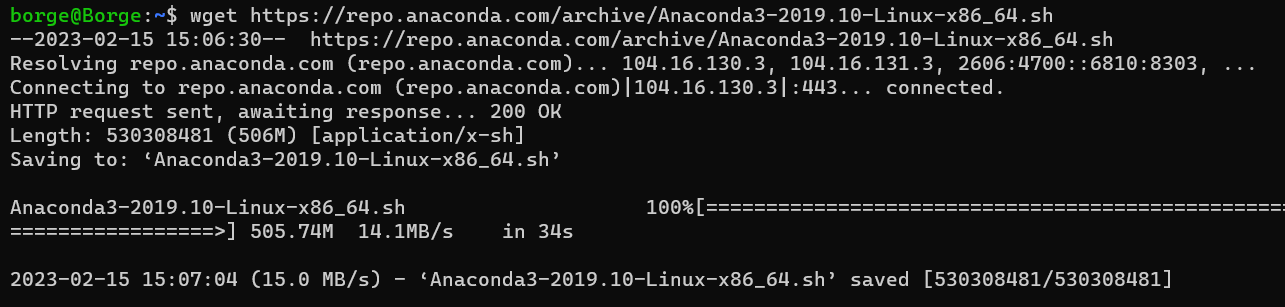 borge@Borge:~$ wget https://repo.anaconda.com/archive/Anaconda3-2019.10-Linux-x86_64.sh
--2023-02-15 15:06:30--  https://repo.anaconda.com/archive/Anaconda3-2019.10-Linux-x86_64.sh
Resolving repo.anaconda.com (repo.anaconda.com)... 104.16.130.3, 104.16.131.3, 2606:4700::6810:8303, ...
Connecting to repo.anaconda.com (repo.anaconda.com)|104.16.130.3|:443... connected.
HTTP request sent, awaiting response... 200 OK
Length: 530308481 (506M) [application/x-sh]
Saving to: ‘Anaconda3-2019.10-Linux-x86_64.sh’
Anaconda3-2019.10-Linux-x86_64.sh                    100%[================================================
=================>] 505.74M  14.1MB/s    in 34s
2023-02-15 15:07:04 (15.0 MB/s) - ‘Anaconda3-2019.10-Linux-x86_64.sh’ saved [530308481/530308481]